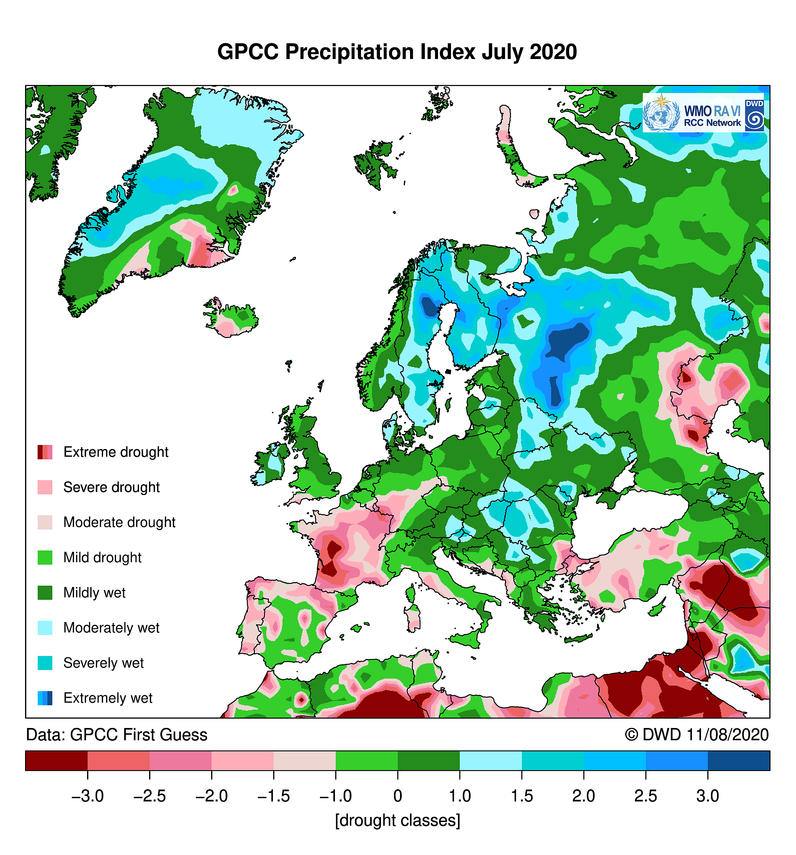 GPCC Precipitation Index July 2020
WMO RA VI
RCC Network
DWD
Extreme drought
Severe drought
Moderate drought
Mild drought
Mildly wet
Moderately wet
Severely wet
Extremely wet
Data: GPCC First Guess
© DWD 11/08/2020
−3.0 −2.5 −2.0 −1.5 −1.0 0 1.0 1.5 2.0 2.5 3.0
[drought classes]